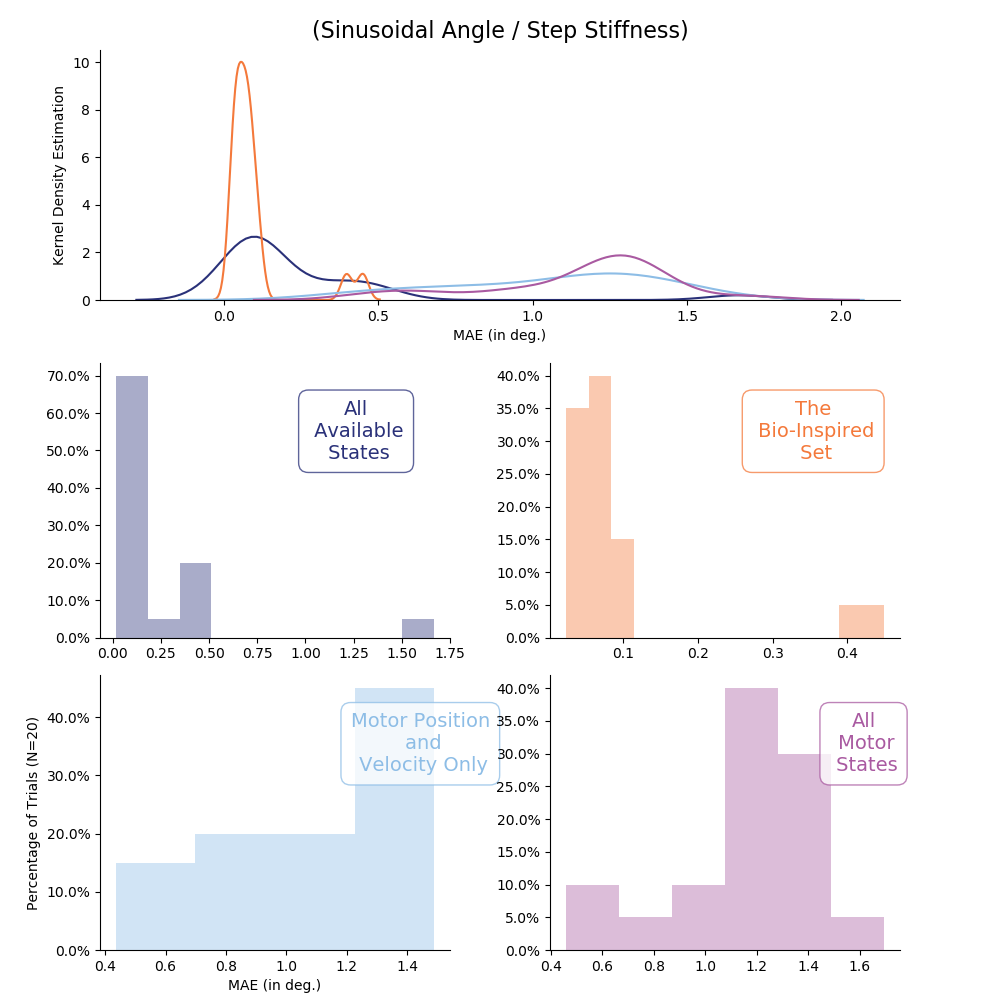 (Sinusoidal Angle / Step Stiffness)
Kernel Density Estimation
10
8
6
4
2
0
0.0 0.5 1.0 1.5 2.0
MAE (in deg.)
70.0%
60.0%
50.0%
40.0%
30.0%
20.0%
10.0%
0.0%
0.00 0.25 0.50 0.75 1.00 1.25 1.50 1.75
All
Available
States
40.0%
35.0%
30.0%
25.0%
20.0%
15.0%
10.0%
5.0%
0.0%
0.1 0.2 0.3 0.4
The
Bio-Inspired
Set
Percentage of Trials (N=20)
40.0%
30.0%
20.0%
10.0%
0.0%
0.4 0.6 0.8 1.0 1.2 1.4
MAE (in deg.)
Motor Position
and
Velocity Only
40.0%
35.0%
30.0%
25.0%
20.0%
15.0%
10.0%
5.0%
0.0%
0.4 0.6 0.8 1.0 1.2 1.4 1.6
All
Motor
States